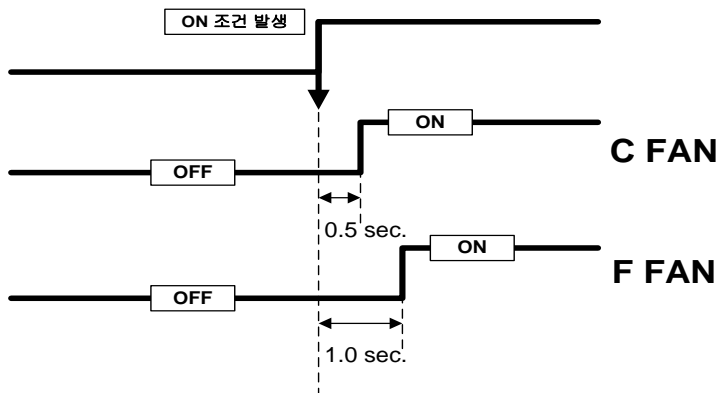 ON 조건 발생
ON
C FAN
OFF
0.5 sec.
ON
F FAN
OFF
1.0 sec.